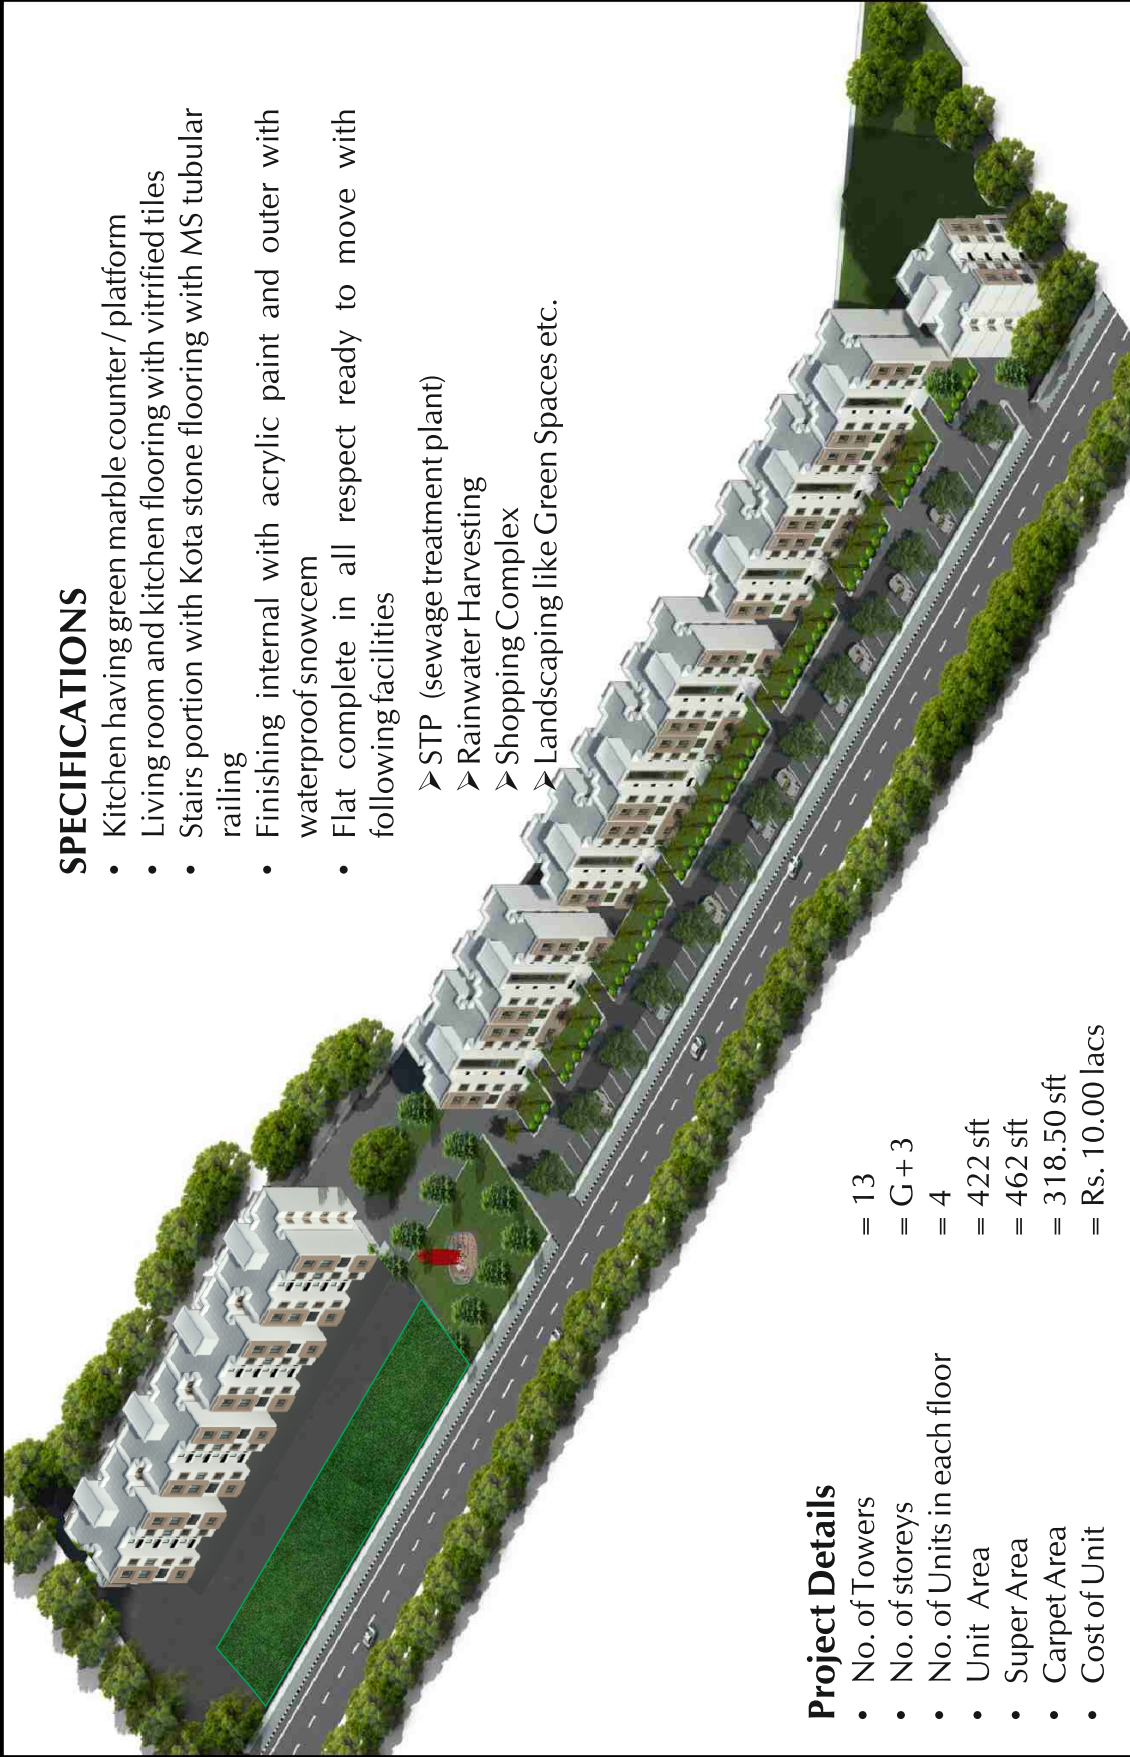 SPECIFICATIONS
• Kitchen having green marble counter / platform
• Living room and kitchen flooring with vitrified tiles
• Stairs portion with Kota stone flooring with MS tubular
railing
• Finishing internal with acrylic paint and outer with
waterproof snowcem
• Flat complete in all respect ready to move with
following facilities
➢ STP (sewage treatment plant)
➢ Rainwater Harvesting
➢ Shopping Complex
➢ Landscaping like Green Spaces etc.
Project Details
• No. of Towers = 13
• No. of storeys = G + 3
• No. of Units in each floor = 4
• Unit Area = 422 sft
• Super Area = 462 sft
• Carpet Area = 318.50 sft
• Cost of Unit = Rs. 10.00 lacs